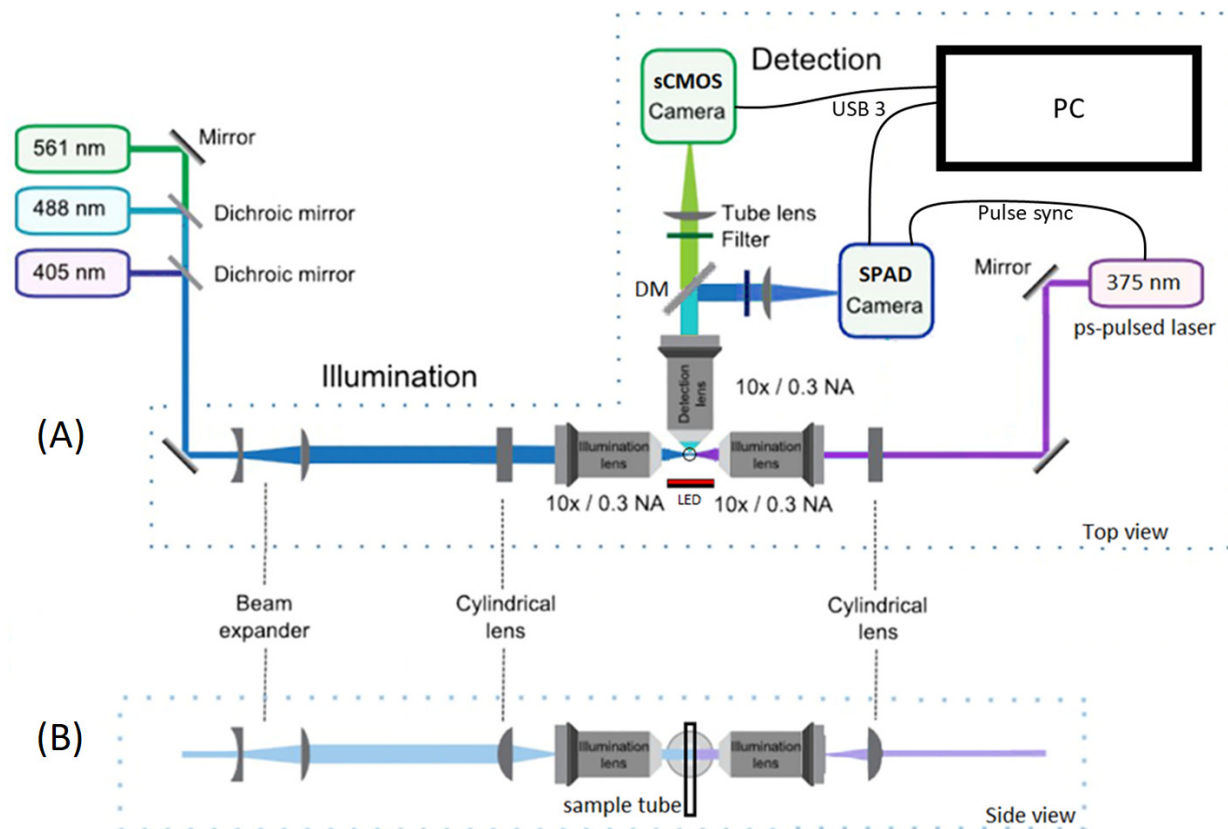 Detection
sCMOS
Camera
USB 3
PC
561 nm
Mirror
488 nm
Dichroic mirror
405 nm
Dichroic mirror
Tube lens
Filter
DM
SPAD
Camera
Pulse sync
Mirror
375 nm
ps-pulsed laser
Illumination
Detection
lens
10x / 0.3 NA
(A)
Illumination
lens
Illumination
lens
10x / 0.3 NA
LED
10x / 0.3 NA
Top view
Beam
expander
Cylindrical
lens
Cylindrical
lens
(B)
Illumination
lens
Illumination
lens
sample tube
Side view